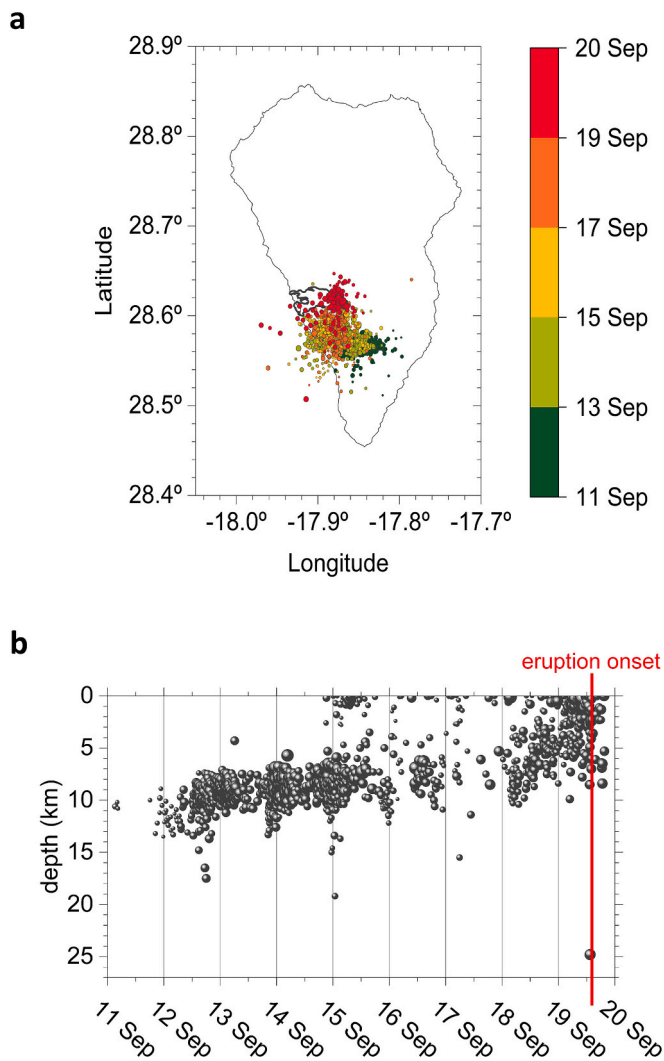 a
28.9º
28.8º
28.7º
28.6º
28.5º
28.4º
Latitude
-18.0º -17.9º -17.8º -17.7º
Longitude
20 Sep
19 Sep
17 Sep
15 Sep
13 Sep
11 Sep
b
eruption onset
0
5
10
15
20
25
depth (km)
11 Sep 12 Sep 13 Sep 14 Sep 15 Sep 16 Sep 17 Sep 18 Sep 19 Sep 20 Sep